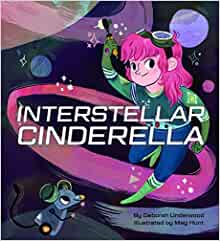 INTERSTELLAR
CINDERELLA
By Deborah Underwood
Illustrated by Meg Hunt